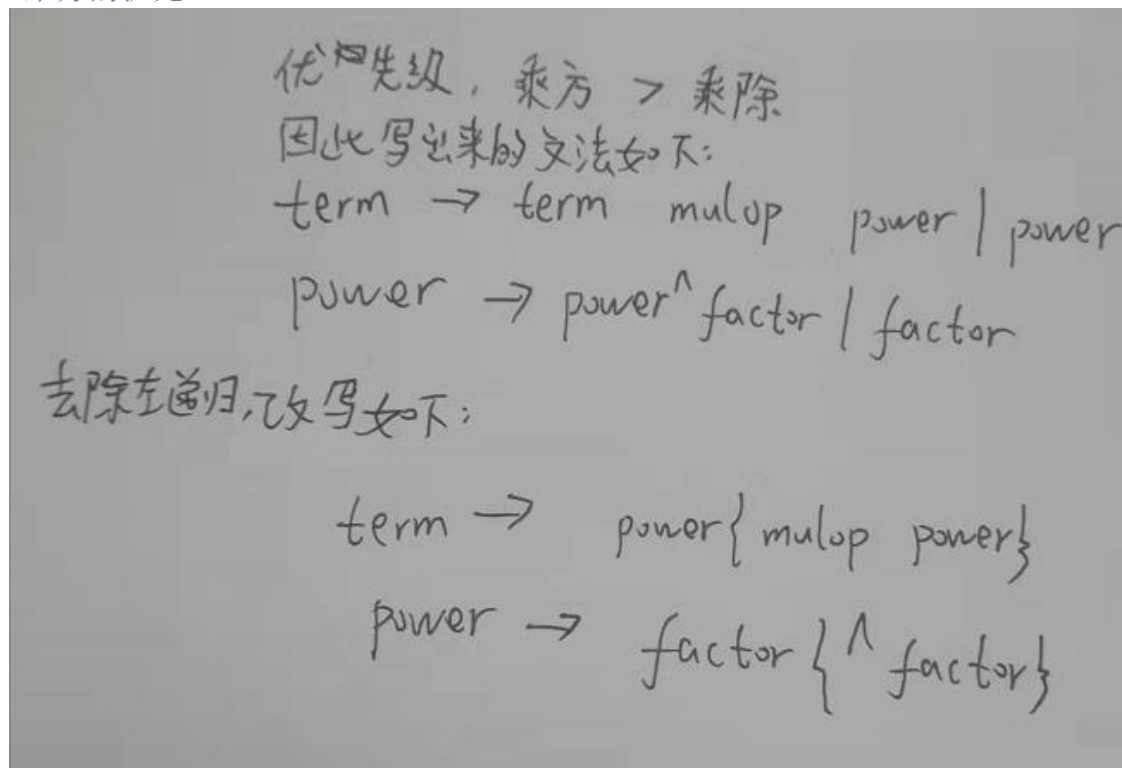 优先级，乘方 > 乘除
因此写出来的文法如下：
term → term mulop power | power
power → power ^ factor | factor
去除左递归，改写如下：
term → power { mulop power }
power → factor { ^ factor }